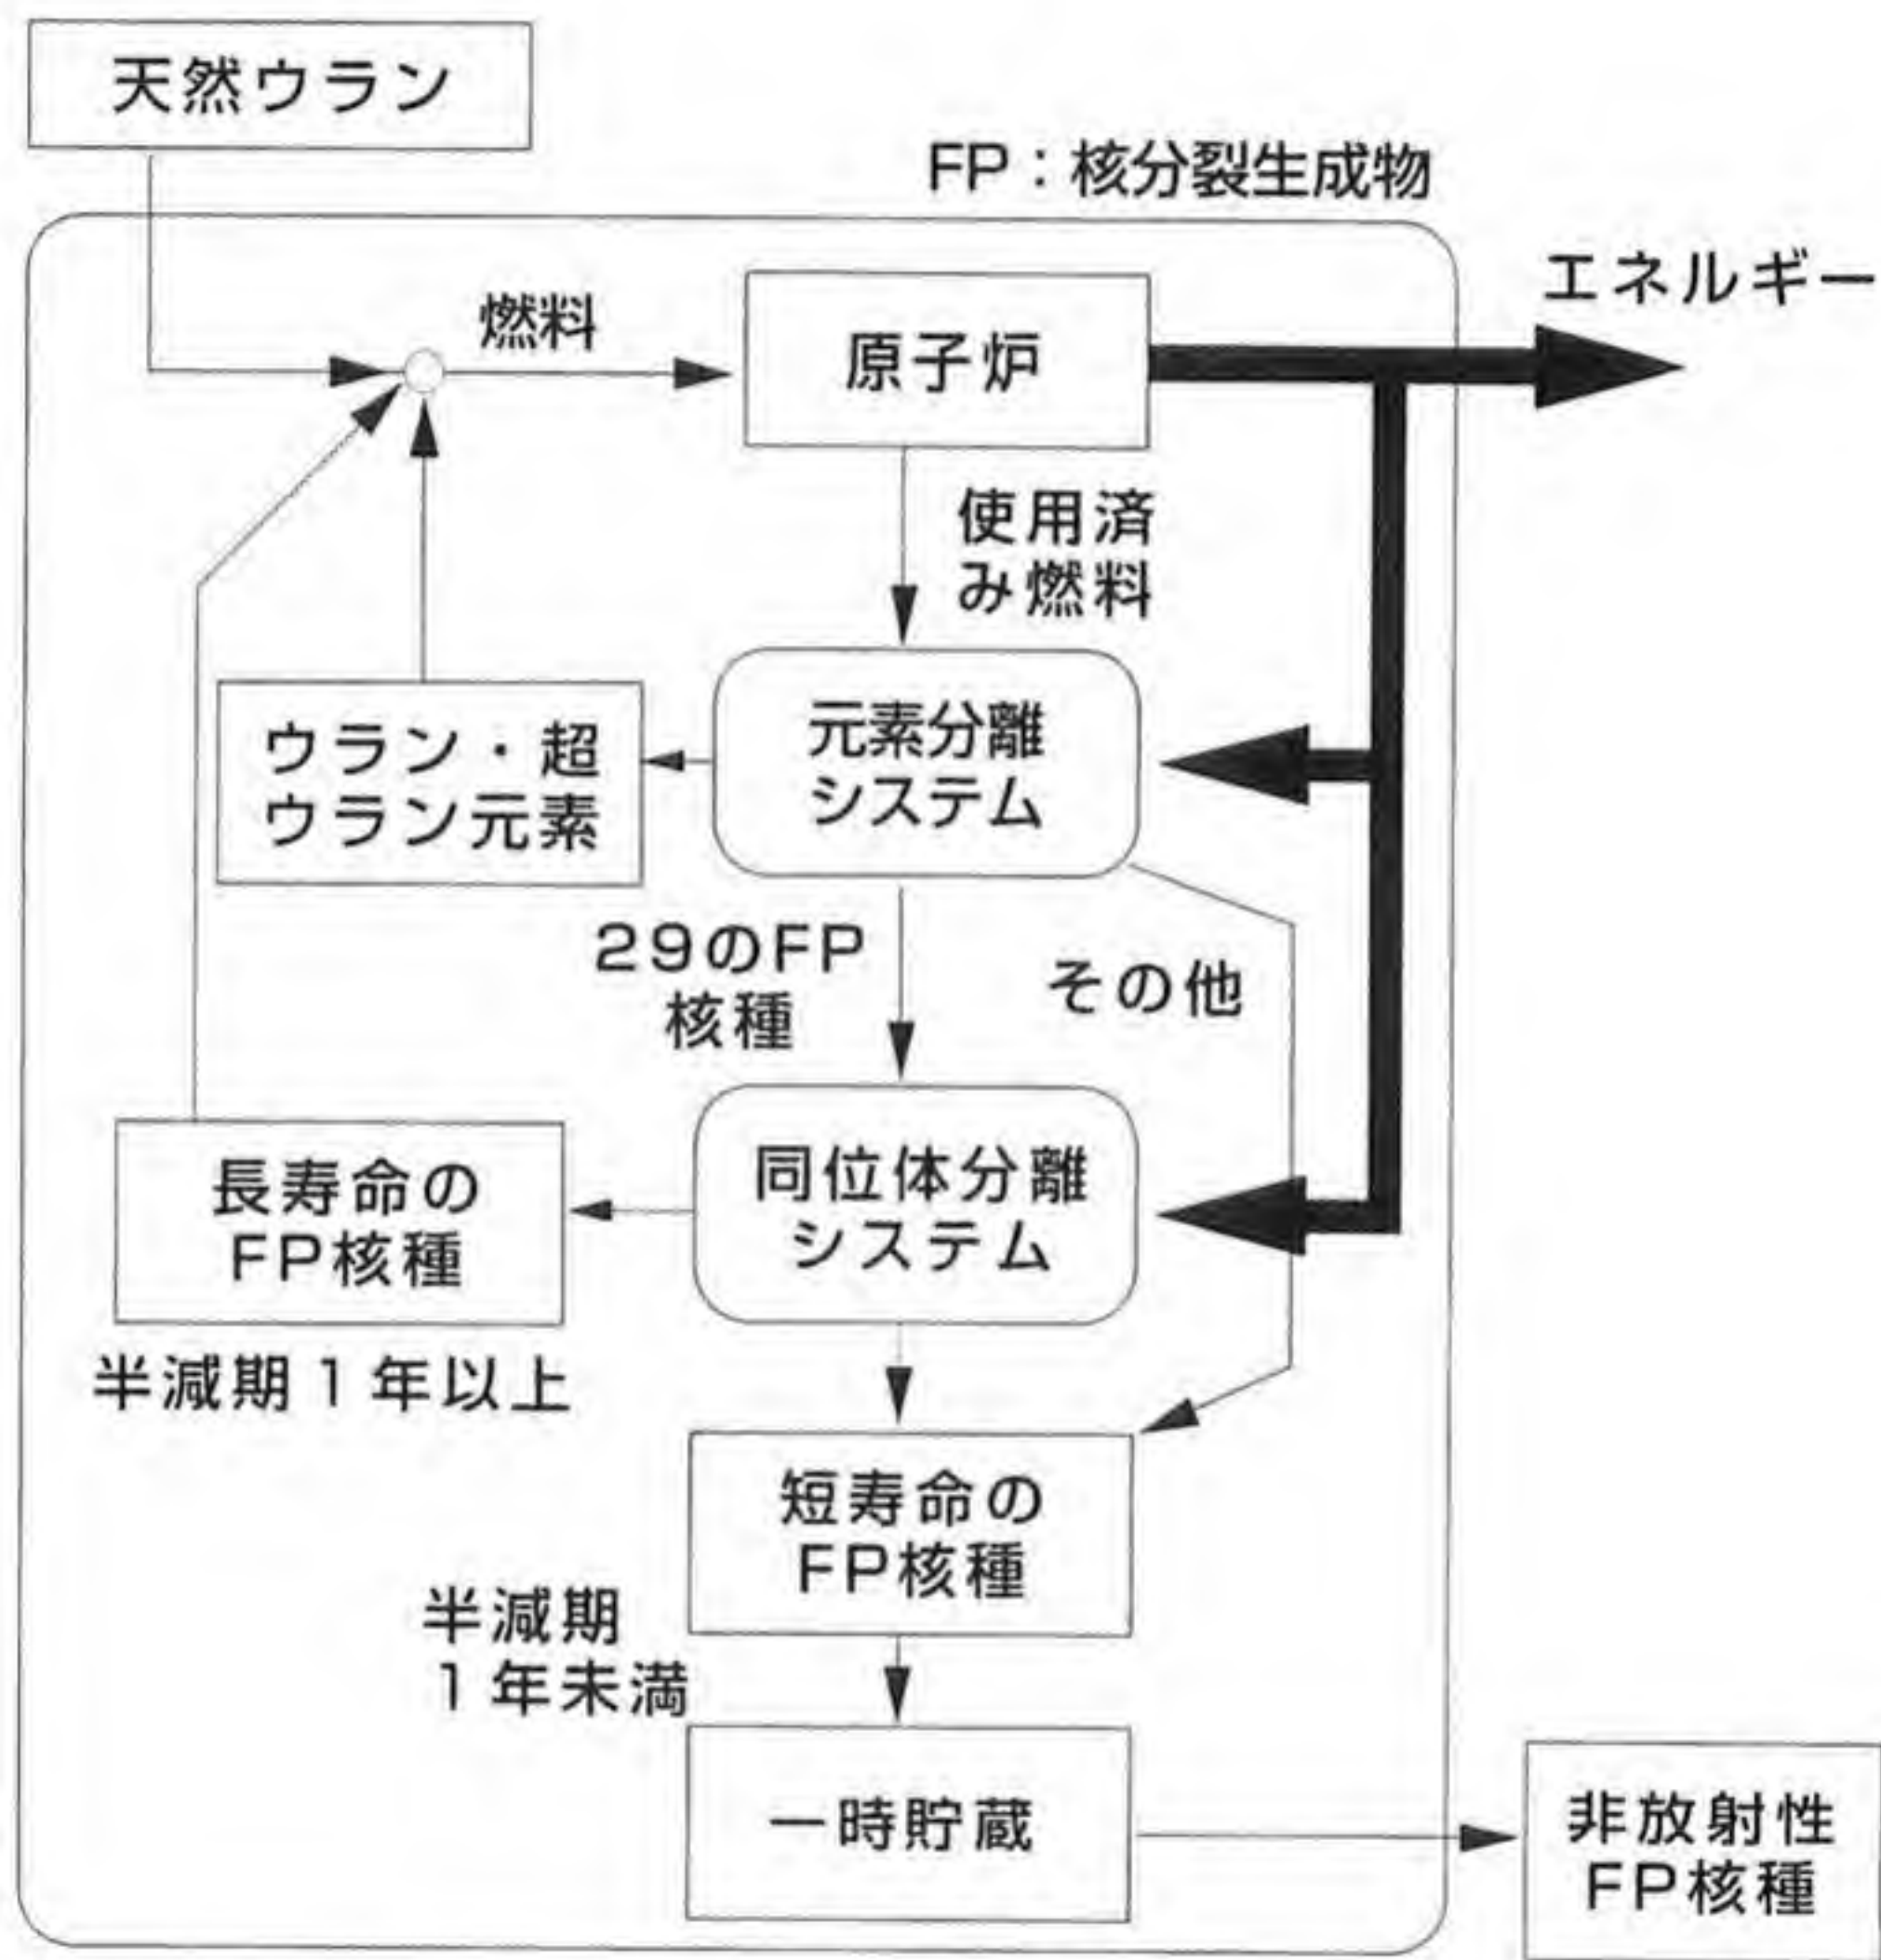 天然ウラン
FP：核分裂生成物
エネルギー
燃料
原子炉
使用済
み燃料
ウラン・超
ウラン元素
元素分離
システム
29のFP
核種
その他
長寿命の
FP核種
同位体分離
システム
半減期1年以上
短寿命の
FP核種
半減期
1年未満
一時貯蔵
非放射性
FP核種